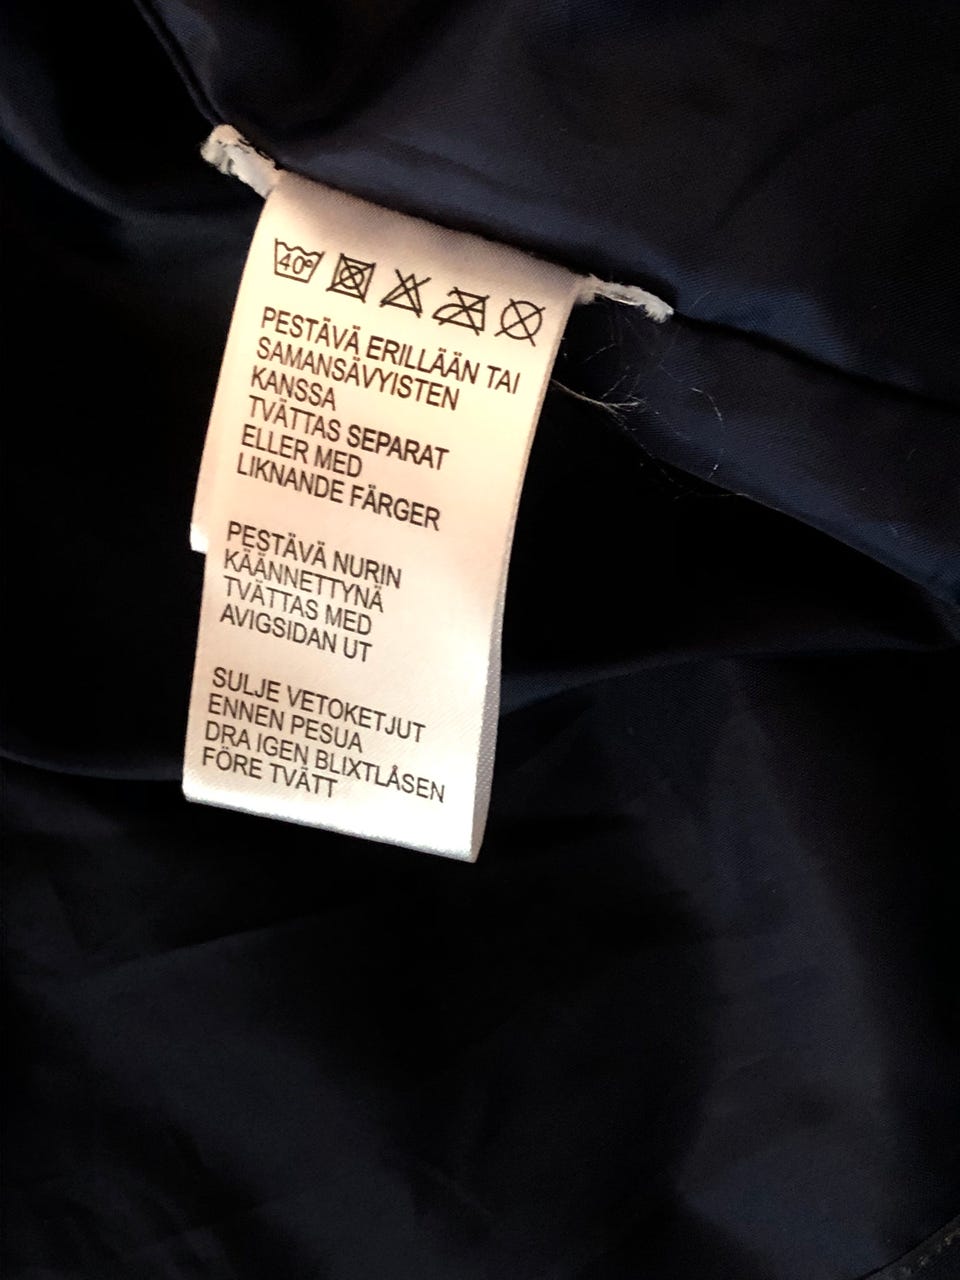 40°
PESTÄVÄ ERILLÄÄN TAI
SAMANSÄVYISTEN
KANSSA
TVÄTTAS SEPARAT
ELLER MED
LIKNANDE FÄRGER
PESTÄVÄ NURIN
KÄÄNNETTYNÄ
TVÄTTAS MED
AVIGSIDAN UT
SULJE VETOKETJUT
ENNEN PESUA
DRA IGEN BLIXTLÅSEN
FÖRE TVÄTT